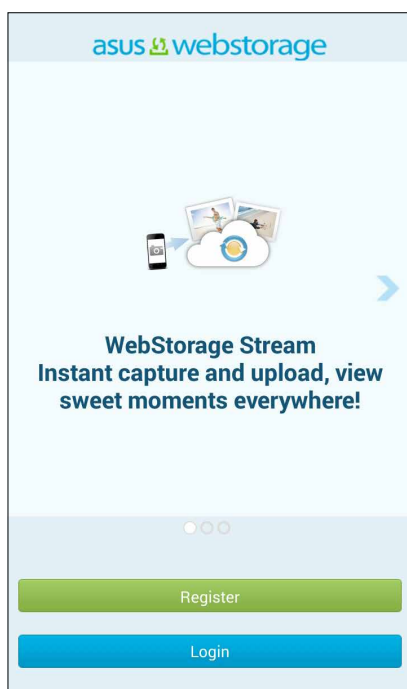 asus webstorage
WebStorage Stream
Instant capture and upload, view
sweet moments everywhere!
Register
Login